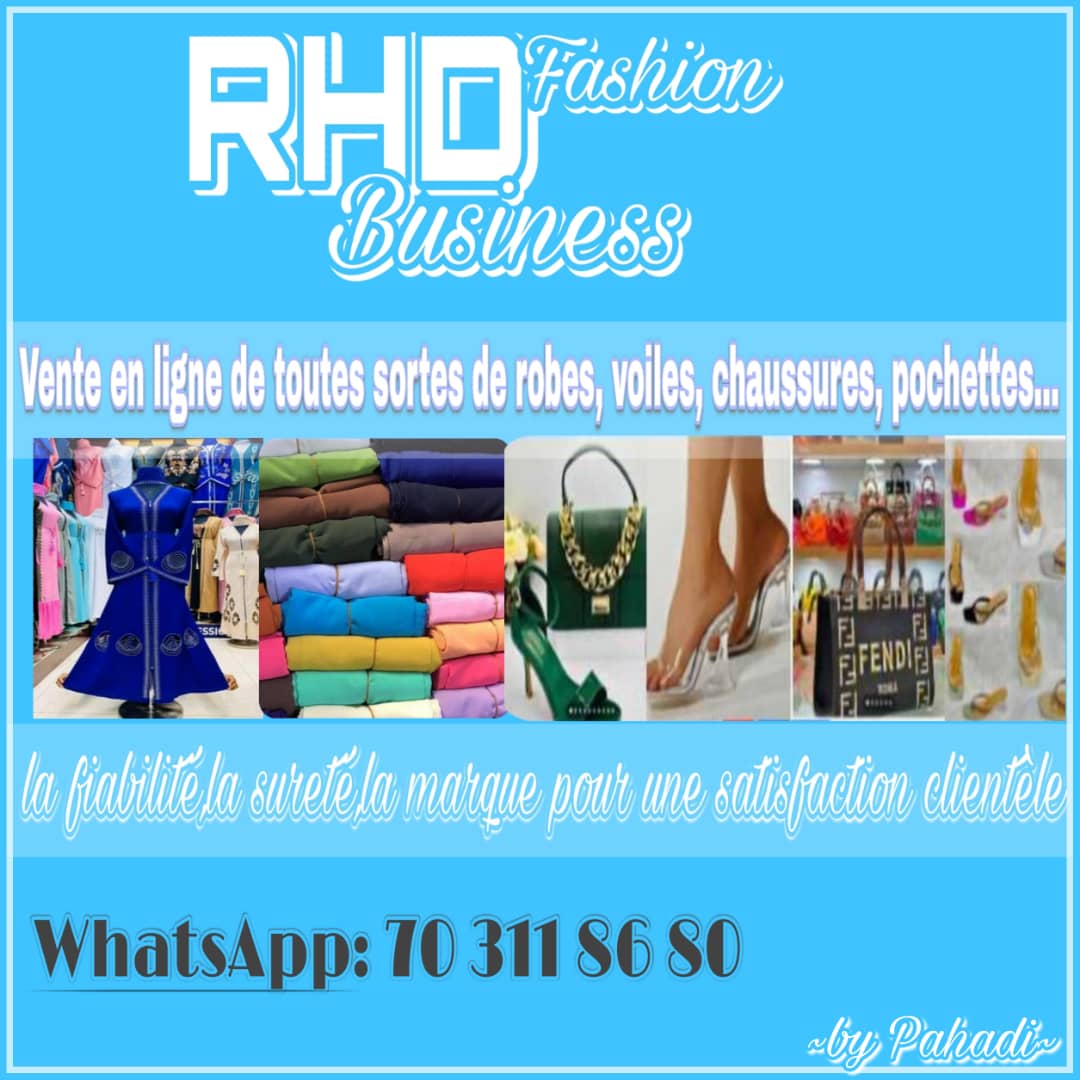 RHD Fashion
Business
Vente en ligne de toutes sortes de robes, voiles, chaussures, pochettes...
FENDI
ROMA
la fiabilité,la sureté,la marque pour une satisfaction clientèle
WhatsApp: 70 311 86 80
~by Pahadi~